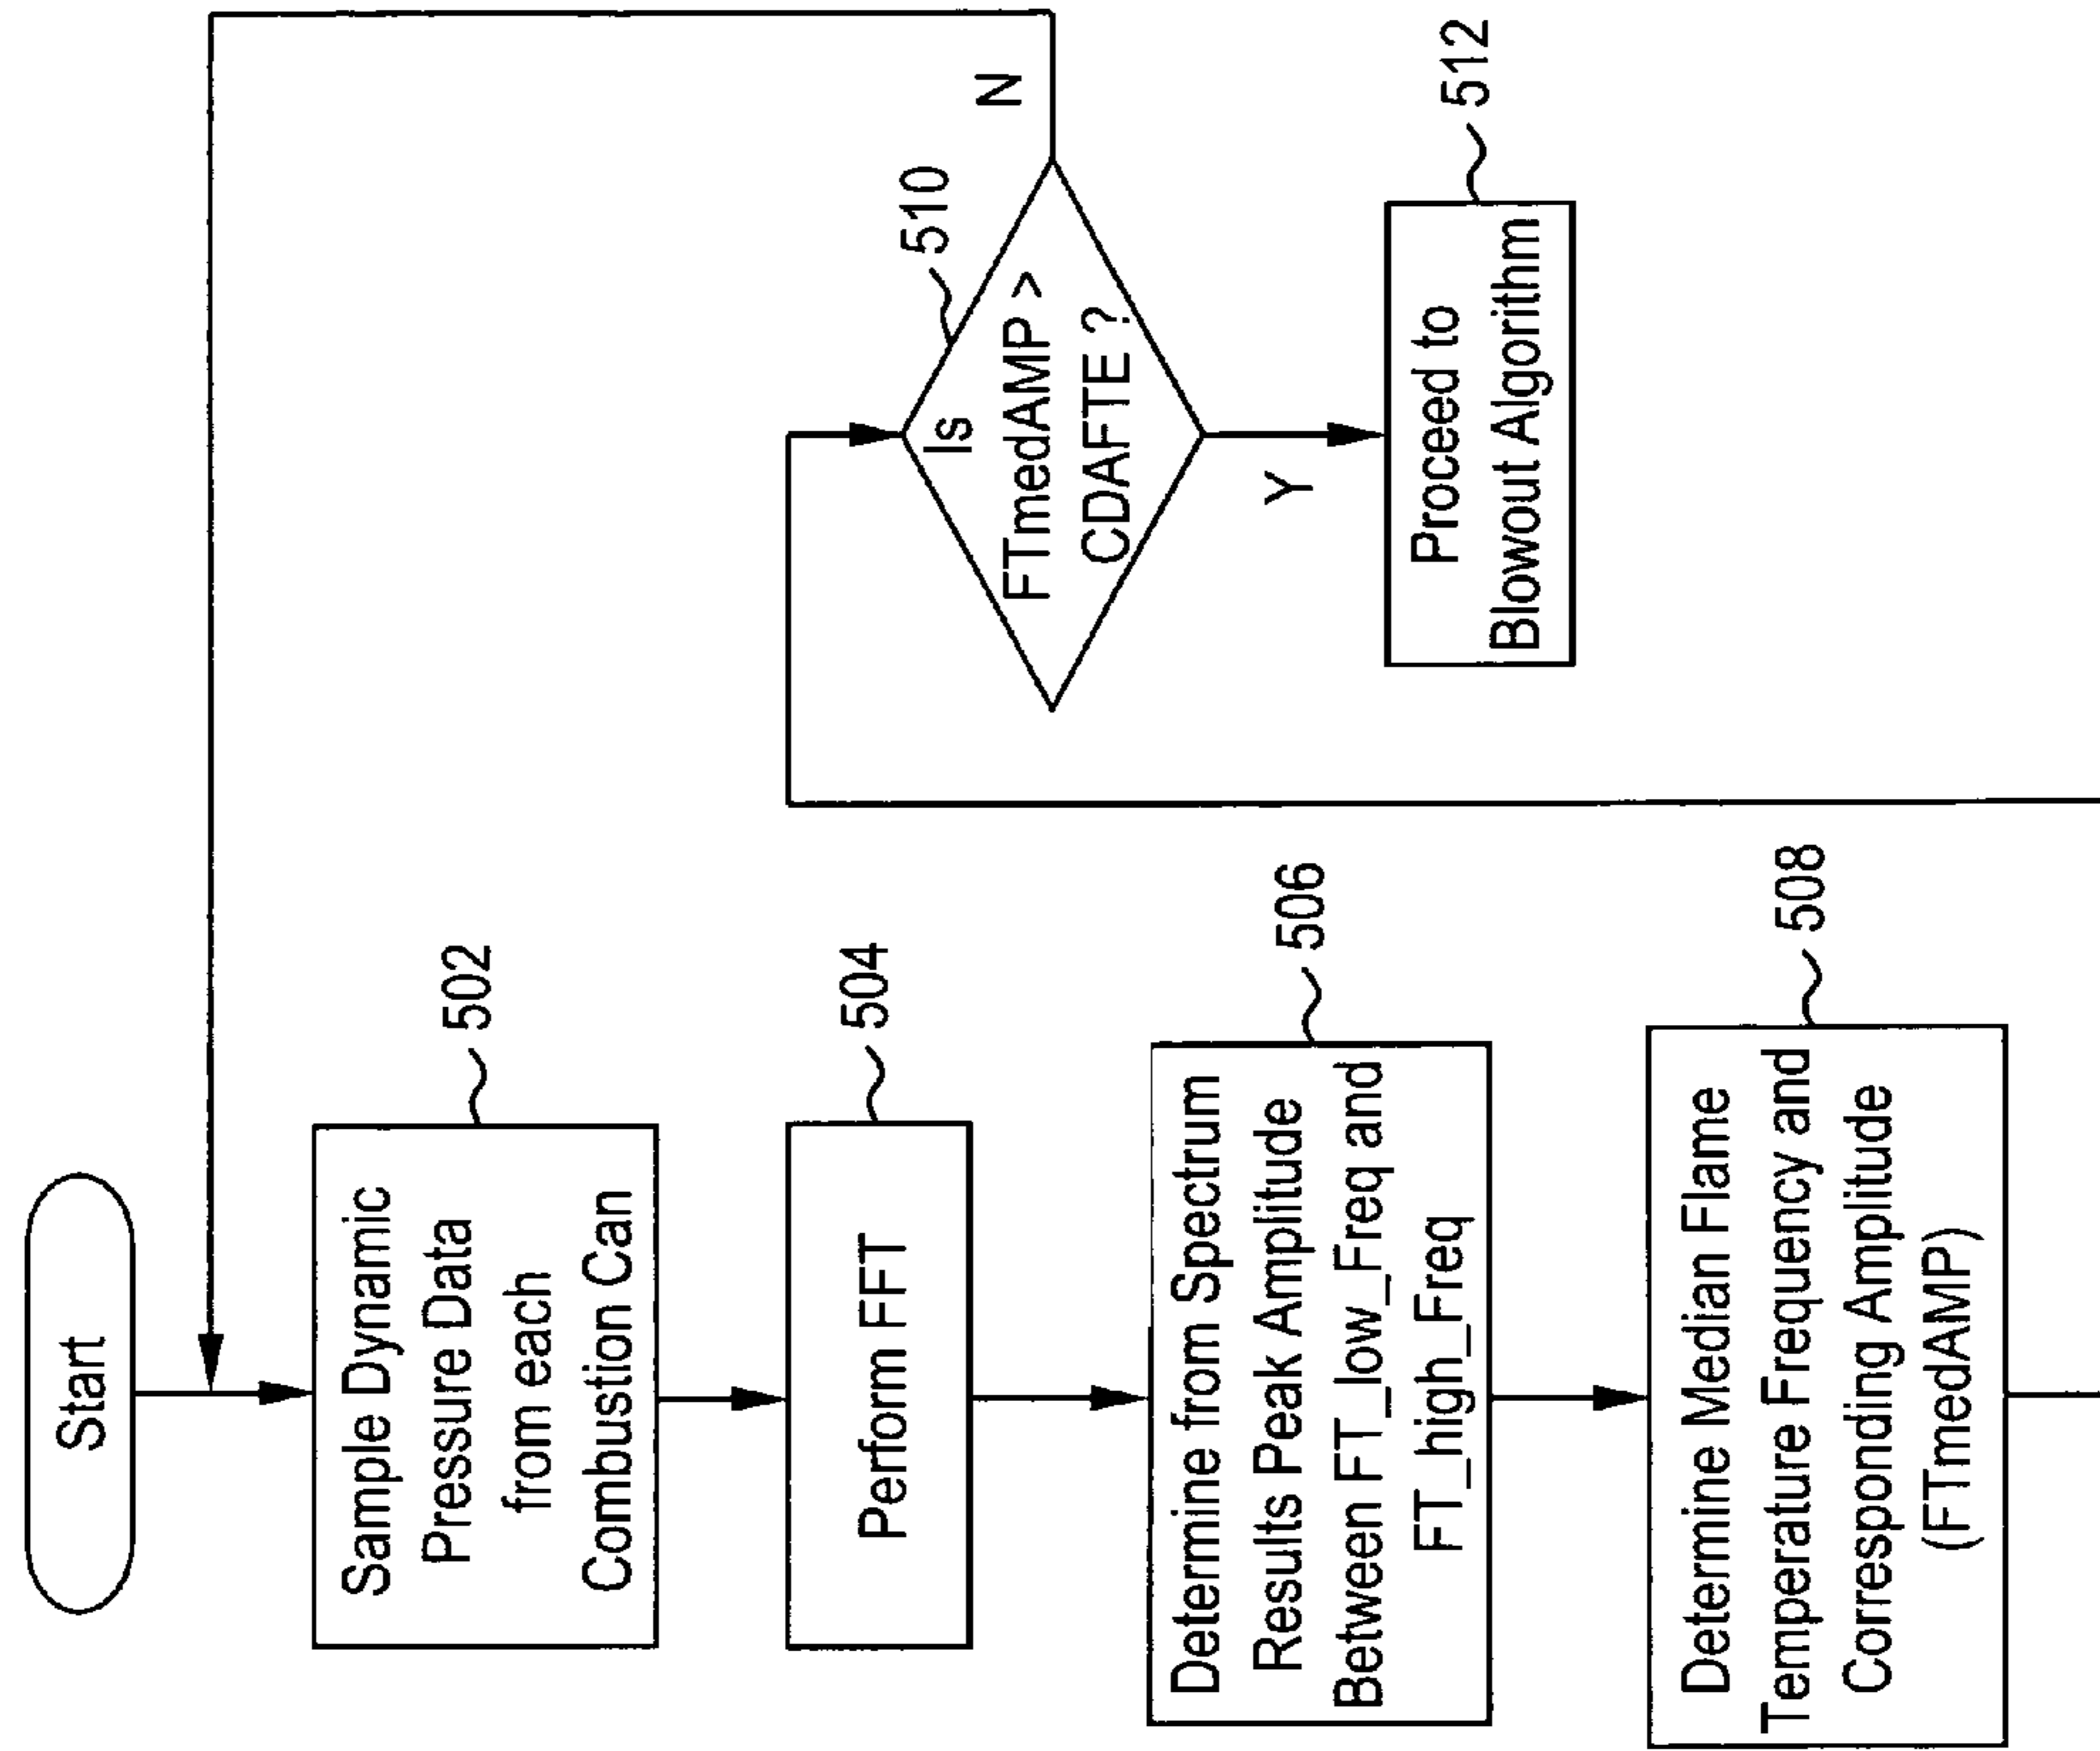 Start
502
Sample Dynamic
Pressure Data
from each
Combustion Can
504
Perform FFT
506
Determine from Spectrum
Results Peak Amplitude
Between FT_low_Freq and
FT_high_Freq
508
Determine Median Flame
Temperature Frequency and
Corresponding Amplitude
(FTmedAMP)
510
Is
FTmedAMP >
CDAFTE ?
N
Y
512
Proceed to
Blowout Algorithm